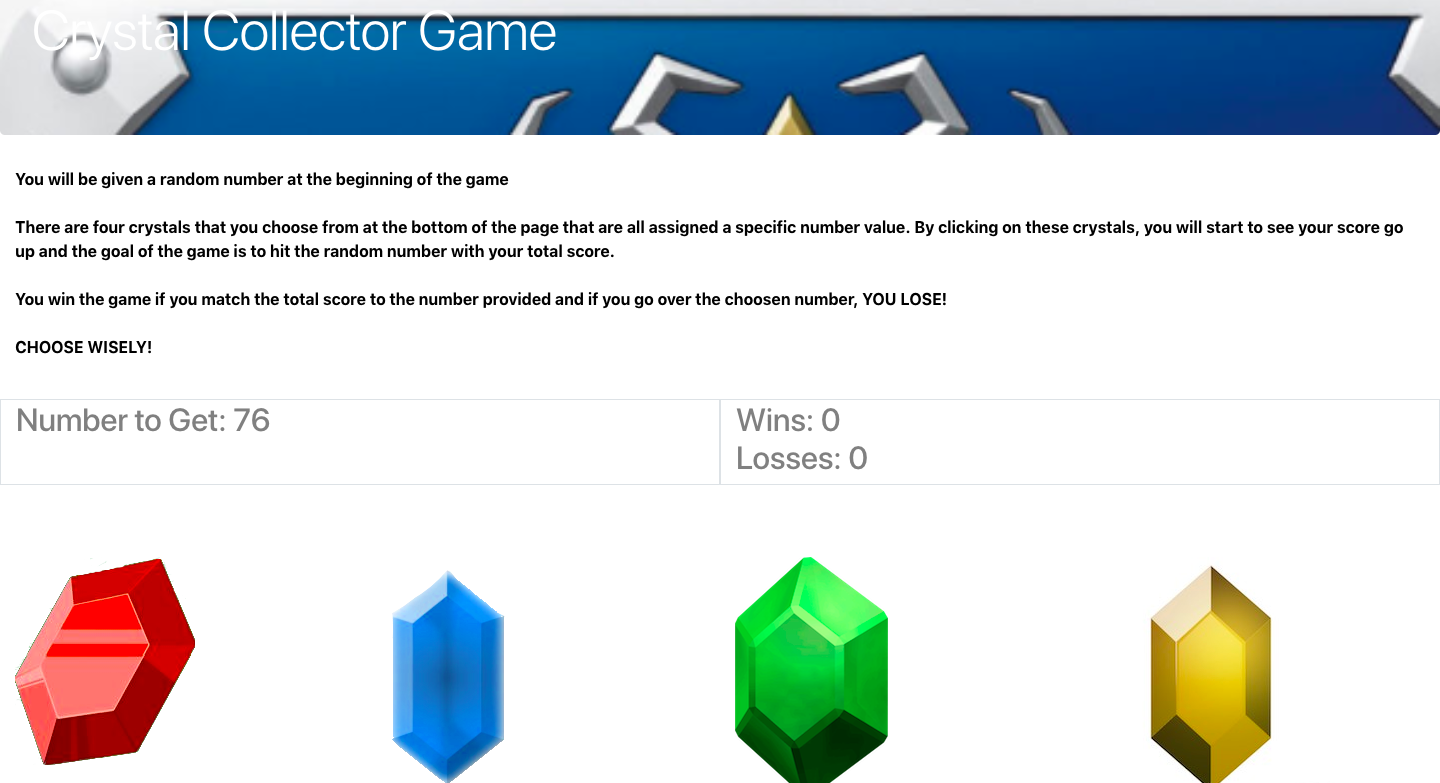 Crystal Collector Game
You will be given a random number at the beginning of the game
There are four crystals that you choose from at the bottom of the page that are all assigned a specific number value. By clicking on these crystals, you will start to see your score go
up and the goal of the game is to hit the random number with your total score.
You win the game if you match the total score to the number provided and if you go over the choosen number, YOU LOSE!
CHOOSE WISELY!
Number to Get: 76
Wins: 0
Losses: 0